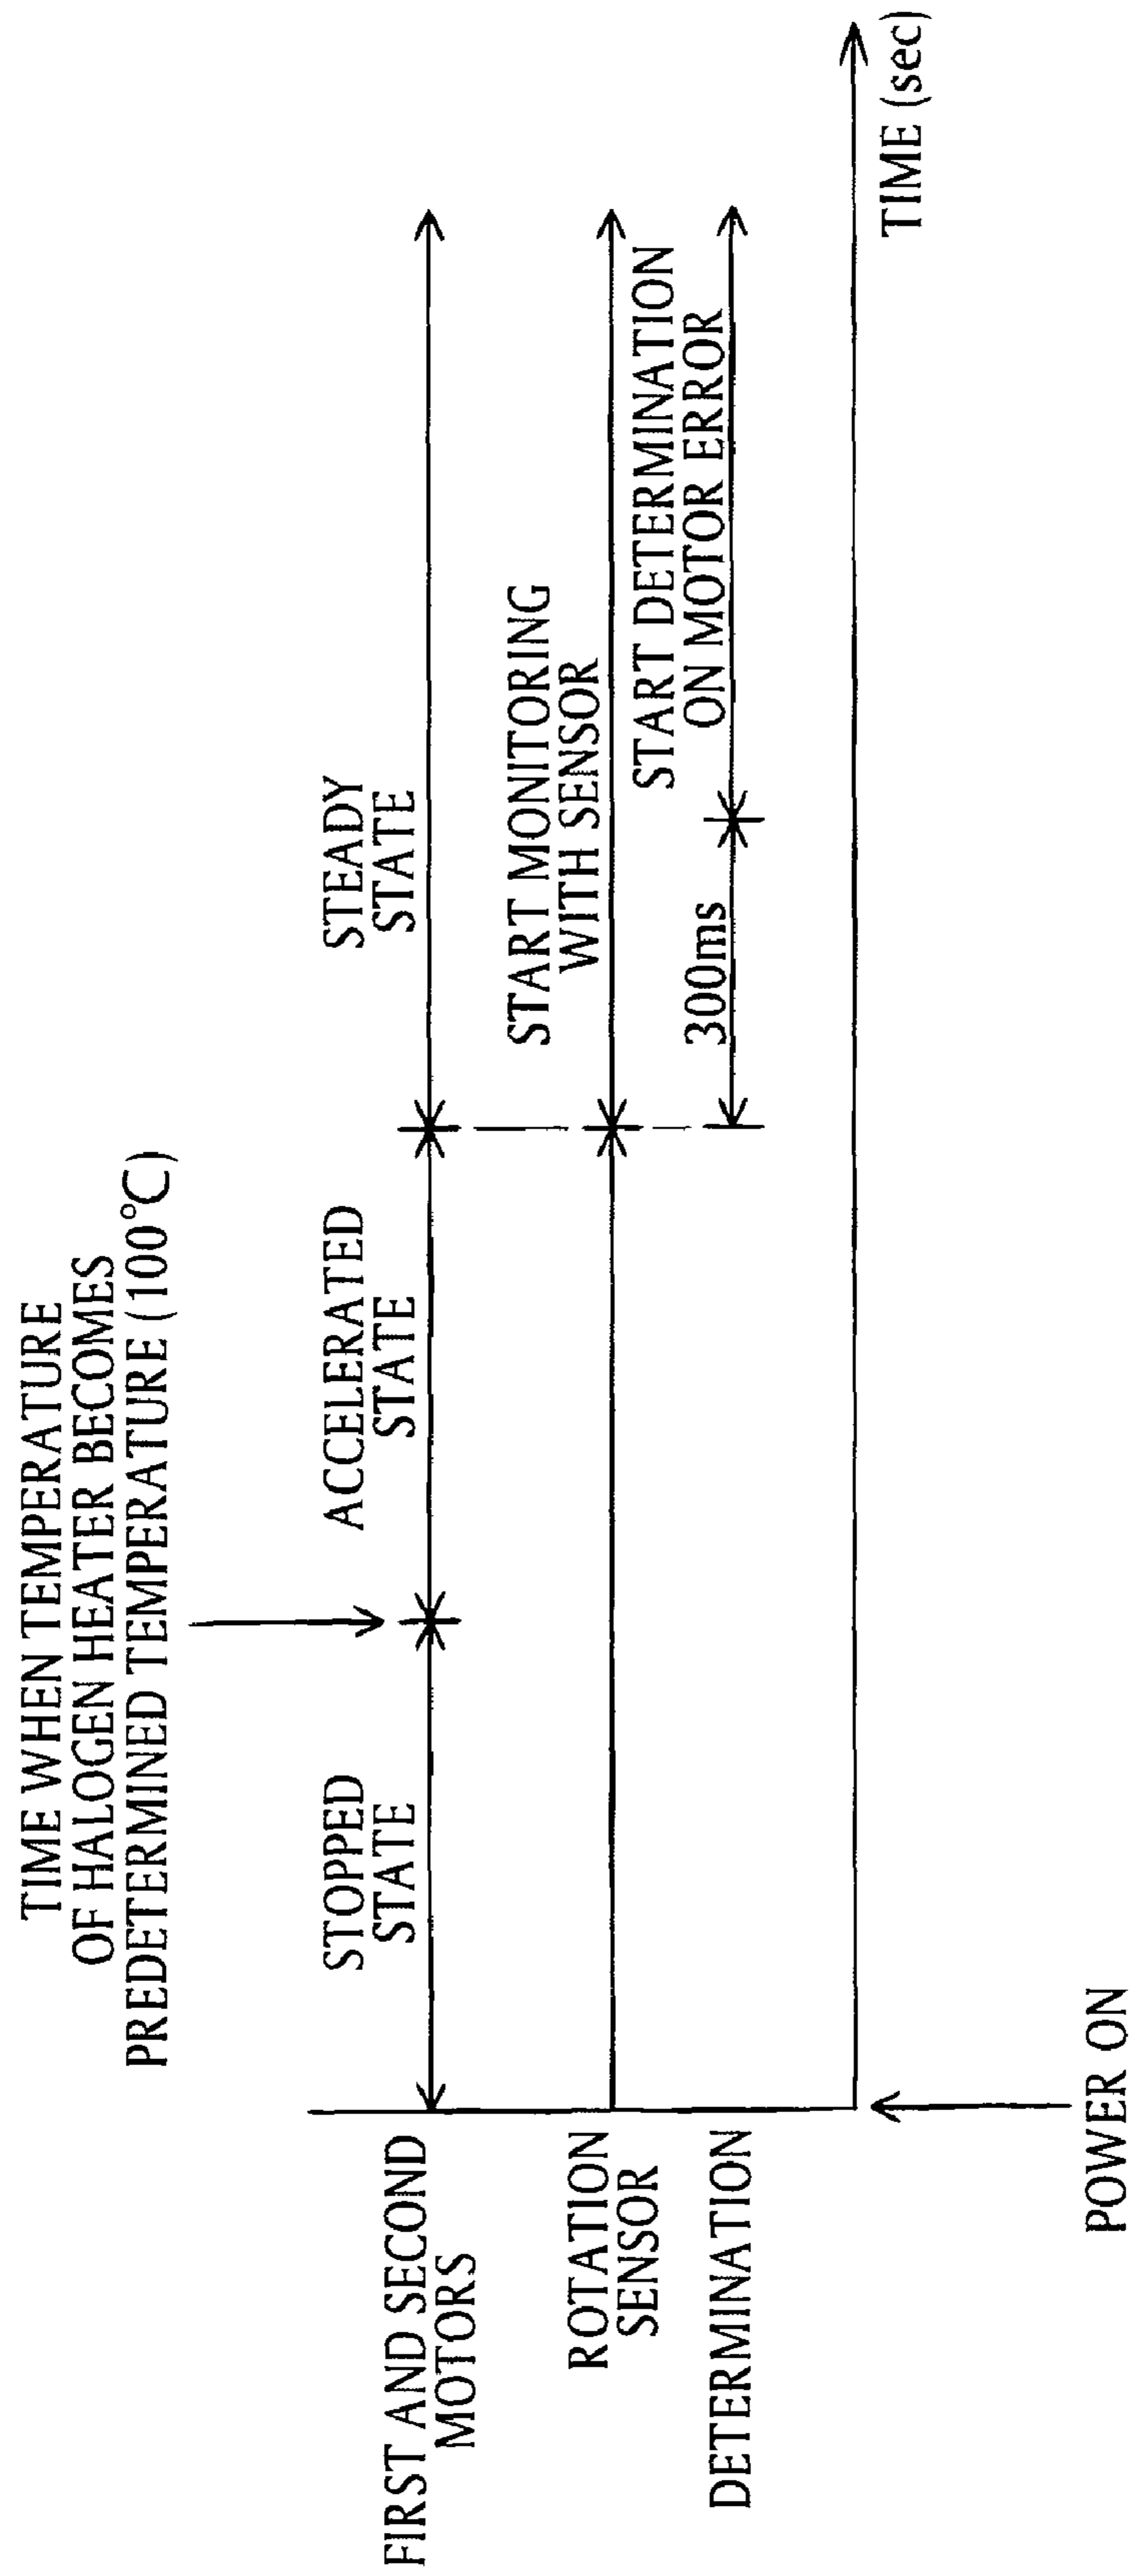 TIME WHEN TEMPERATURE
OF HALOGEN HEATER BECOMES
PREDETERMINED TEMPERATURE (100°C)
STOPPED
STATE
ACCELERATED
STATE
STEADY
STATE
FIRST AND SECOND
MOTORS
START MONITORING
WITH SENSOR
ROTATION
SENSOR
START DETERMINATION
ON MOTOR ERROR
300ms
DETERMINATION
TIME (sec)
POWER ON